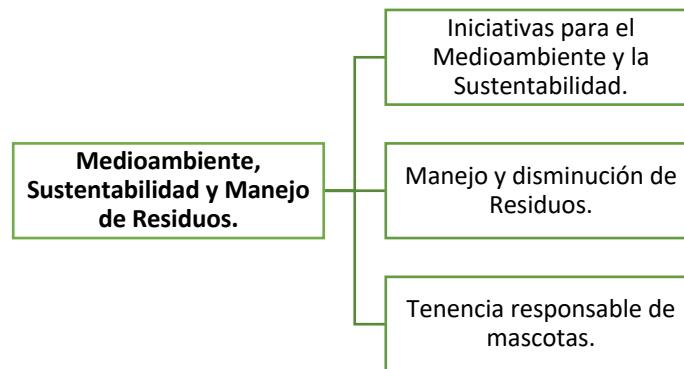 Medioambiente,
Sustentabilidad y Manejo
de Residuos.
Iniciativas para el
Medioambiente y la
Sustentabilidad.
Manejo y disminución de
Residuos.
Tenencia responsable de
mascotas.